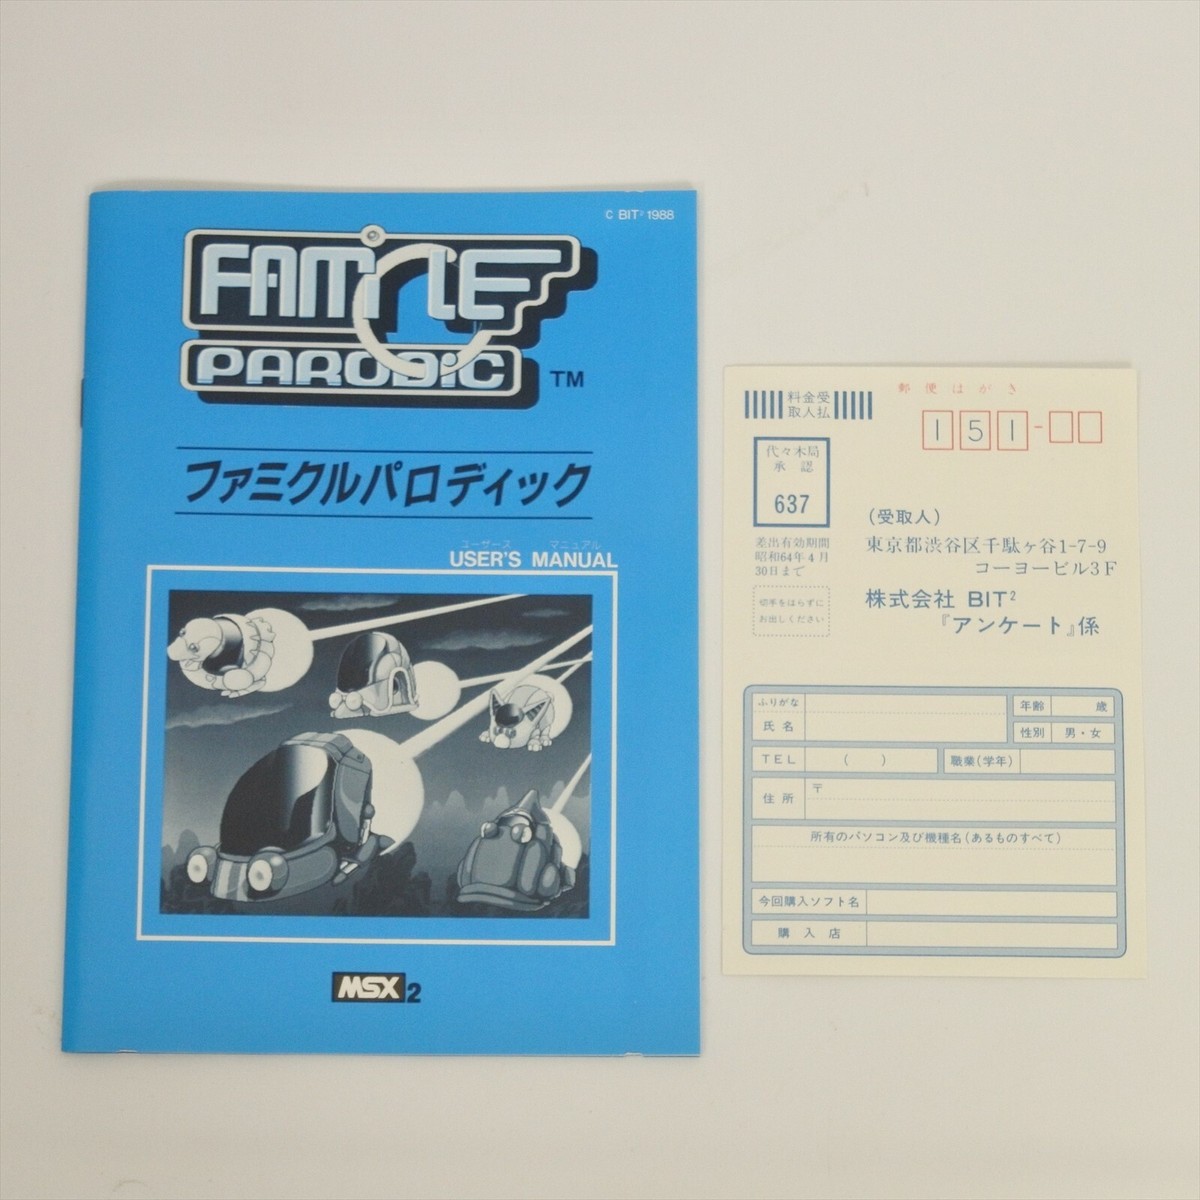 C BIT² 1988
FAMICLE
PARODiC TM
ファミクルパロディック
ユーザース マニュアル
USER'S MANUAL
MSX2
郵便はがき
料金受
取人払
151-
代々木局
承認
637
差出有効期間
昭和64年4月
30日まで
切手をはらずに
お出しください
(受取人)
東京都渋谷区千駄ヶ谷1-7-9
コーヨービル3F
株式会社 BIT²
『アンケート』係
ふりがな
氏名
年齢 歳
性別 男・女
TEL ( )
職業(学年)
住所 〒
所有のパソコン及び機種名(あるものすべて)
今回購入ソフト名
購入店